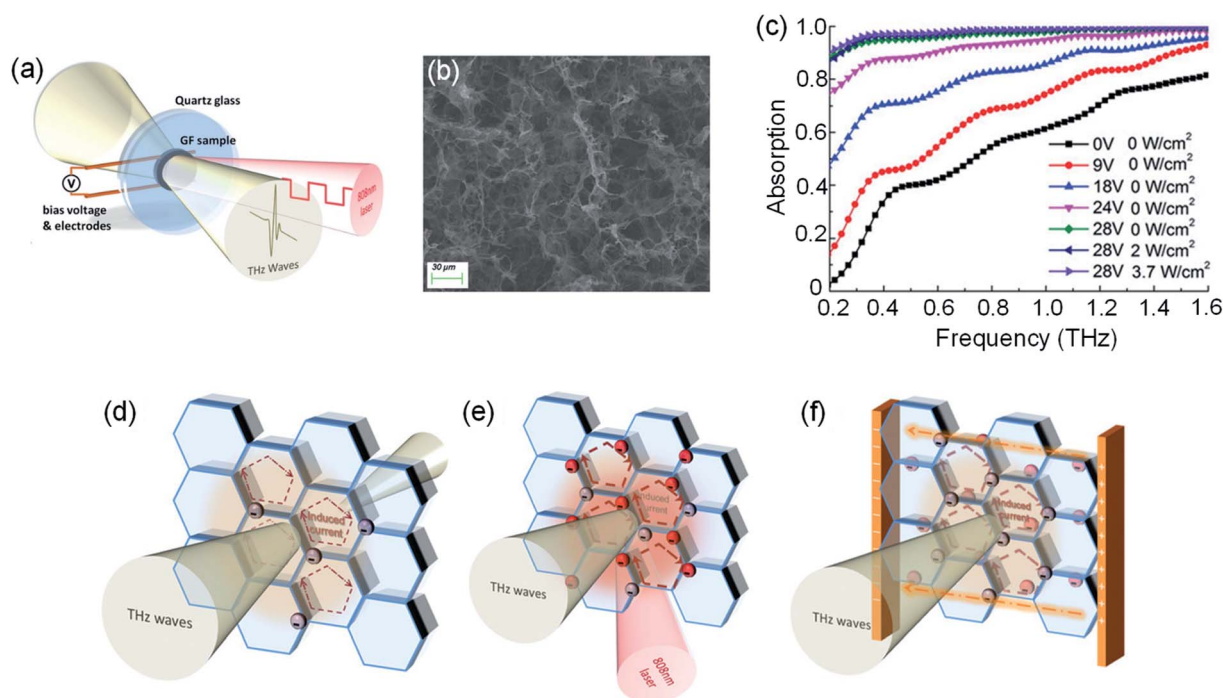 (a)
Quartz glass
GF sample
V
bias voltage
& electrodes
808nm
laser
THz Waves
(b)
30 µm
(c)
Absorption
1.0
0.8
0.6
0.4
0.2
0
0V 0 W/cm²
9V 0 W/cm²
18V 0 W/cm²
24V 0 W/cm²
28V 0 W/cm²
28V 2 W/cm²
28V 3.7 W/cm²
0.2 0.4 0.6 0.8 1.0 1.2 1.4 1.6
Frequency (THz)
(d)
Induced
current
THz waves
(e)
Induced
current
THz waves
808nm
laser
(f)
Induced
current
THz waves